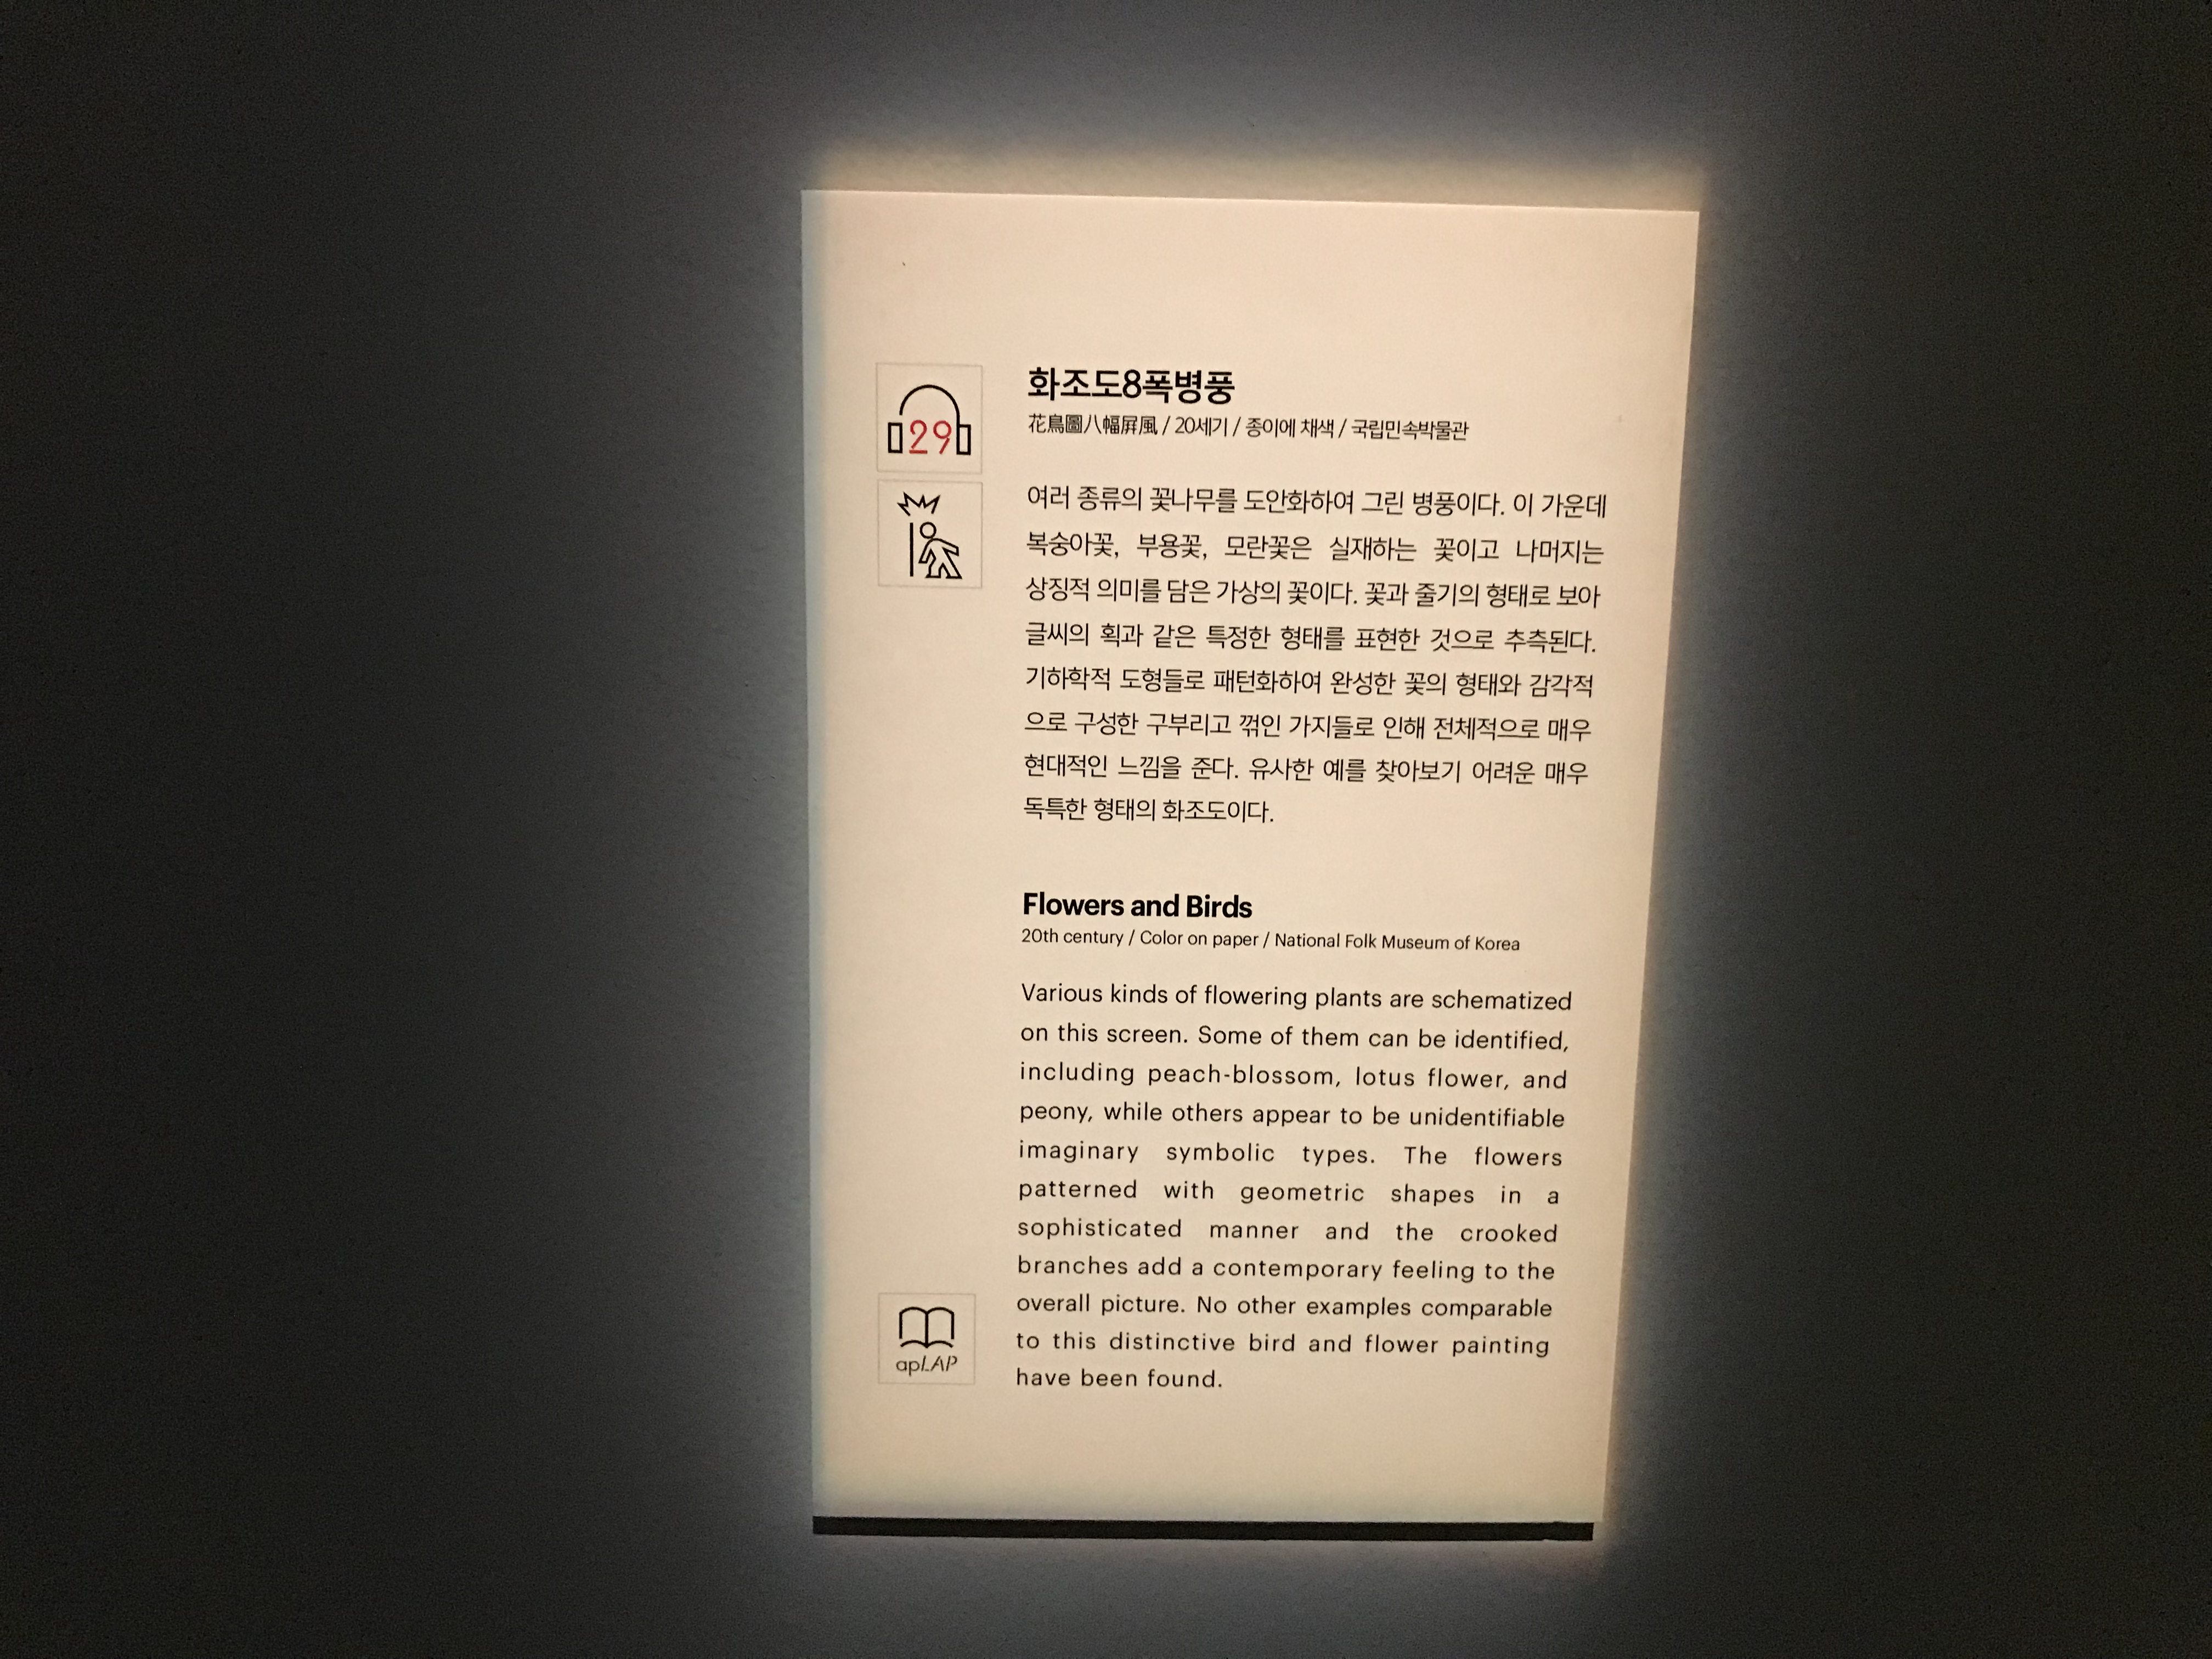 29
화조도8폭병풍
花鳥圖八幅屛風 / 20세기 / 종이에 채색 / 국립민속박물관
여러 종류의 꽃나무를 도안화하여 그린 병풍이다. 이 가운데
복숭아꽃, 부용꽃, 모란꽃은 실재하는 꽃이고 나머지는
상징적 의미를 담은 가상의 꽃이다. 꽃과 줄기의 형태로 보아
글씨의 획과 같은 특정한 형태를 표현한 것으로 추측된다.
기하학적 도형들로 패턴화하여 완성한 꽃의 형태와 감각적
으로 구성한 구부리고 꺾인 가지들로 인해 전체적으로 매우
현대적인 느낌을 준다. 유사한 예를 찾아보기 어려운 매우
독특한 형태의 화조도이다.
Flowers and Birds
20th century / Color on paper / National Folk Museum of Korea
Various kinds of flowering plants are schematized
on this screen. Some of them can be identified,
including peach-blossom, lotus flower, and
peony, while others appear to be unidentifiable
imaginary symbolic types. The flowers
patterned with geometric shapes in a
sophisticated manner and the crooked
branches add a contemporary feeling to the
overall picture. No other examples comparable
to this distinctive bird and flower painting
have been found.
apLAP